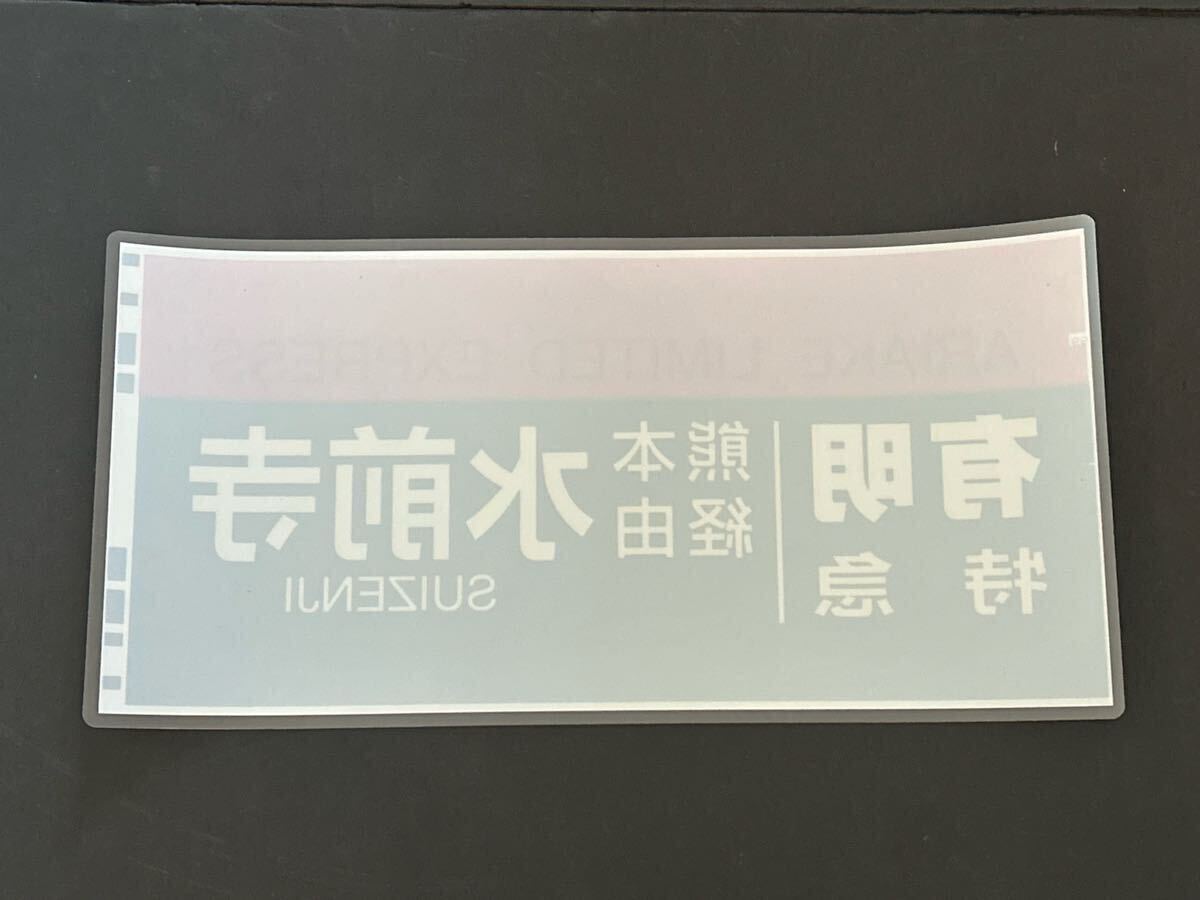 ARIAKE LIMITED EXPRESS
有明
特急
熊本
経由
水前寺
SUIZENJI